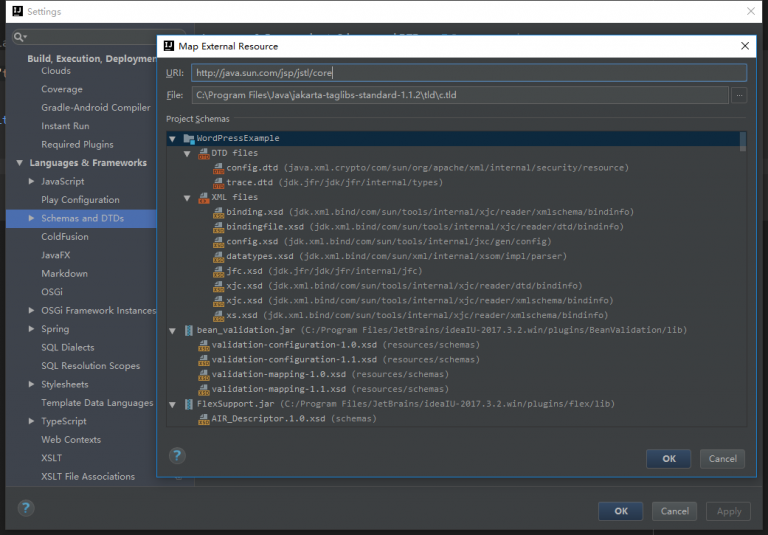 Settings
Build, Execution, Deployment
Clouds
Coverage
Gradle-Android Compiler
Instant Run
Required Plugins
Languages & Frameworks
JavaScript
Play Configuration
Schemas and DTDs
ColdFusion
JavaFX
Markdown
OSGi
OSGi Framework Instances
Spring
SQL Dialects
SQL Resolution Scopes
Stylesheets
Template Data Languages
TypeScript
Web Contexts
XSLT
XSLT File Associations
Map External Resource
URI: http://java.sun.com/jsp/jstl/core
File: C:\Program Files\Java\jakarta-taglibs-standard-1.1.2\tld\c.tld ...
Project Schemas
WordPressExample
DTD files
config.dtd (java.xml.crypto/com/sun/org/apache/xml/internal/security/resource)
trace.dtd (jdk.jfr/jdk/jfr/internal/types)
XML files
binding.xsd (jdk.xml.bind/com/sun/tools/internal/xjc/reader/xmlschema/bindinfo)
bindingfile.xsd (jdk.xml.bind/com/sun/tools/internal/xjc/reader/dtd/bindinfo)
config.xsd (jdk.xml.bind/com/sun/tools/internal/jxc/gen/config)
datatypes.xsd (jdk.xml.bind/com/sun/xml/internal/xsom/impl/parser)
jfc.xsd (jdk.jfr/jdk/jfr/internal/jfc)
xjc.xsd (jdk.xml.bind/com/sun/tools/internal/xjc/reader/dtd/bindinfo)
xjc.xsd (jdk.xml.bind/com/sun/tools/internal/xjc/reader/xmlschema/bindinfo)
xs.xsd (jdk.xml.bind/com/sun/tools/internal/xjc/reader/xmlschema/bindinfo)
bean_validation.jar (C:/Program Files/JetBrains/ideaIU-2017.3.2.win/plugins/BeanValidation/lib)
validation-configuration-1.0.xsd (resources/schemas)
validation-configuration-1.1.xsd (resources/schemas)
validation-mapping-1.0.xsd (resources/schemas)
validation-mapping-1.1.xsd (resources/schemas)
FlexSupport.jar (C:/Program Files/JetBrains/ideaIU-2017.3.2.win/plugins/flex/lib)
AIR_Descriptor.1.0.xsd (schemas)
? OK Cancel
? OK Cancel Apply